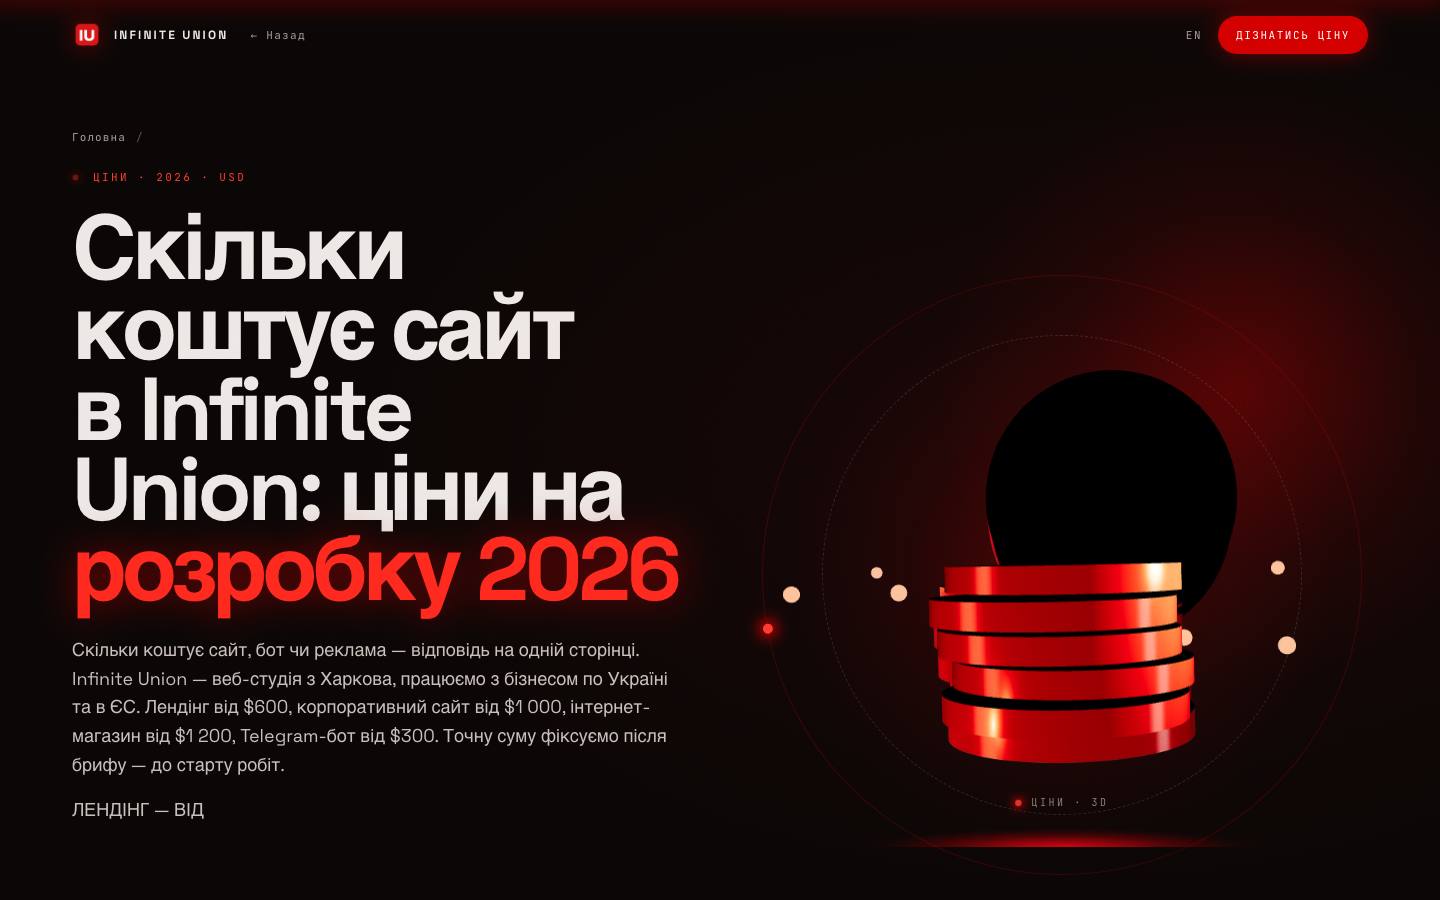 IU INFINITE UNION ← Назад EN ДІЗНАТИСЬ ЦІНУ
Головна /
ЦІНИ · 2026 · USD
Скільки
коштує сайт
в Infinite
Union: ціни на
розробку 2026
Скільки коштує сайт, бот чи реклама — відповідь на одній сторінці.
Infinite Union — веб-студія з Харкова, працюємо з бізнесом по Україні
та в ЄС. Лендінг від $600, корпоративний сайт від $1 000, інтернет-
магазин від $1 200, Telegram-бот від $300. Точну суму фіксуємо після
брифу — до старту робіт.
ЛЕНДІНГ — ВІД
ЦІНИ · 3D